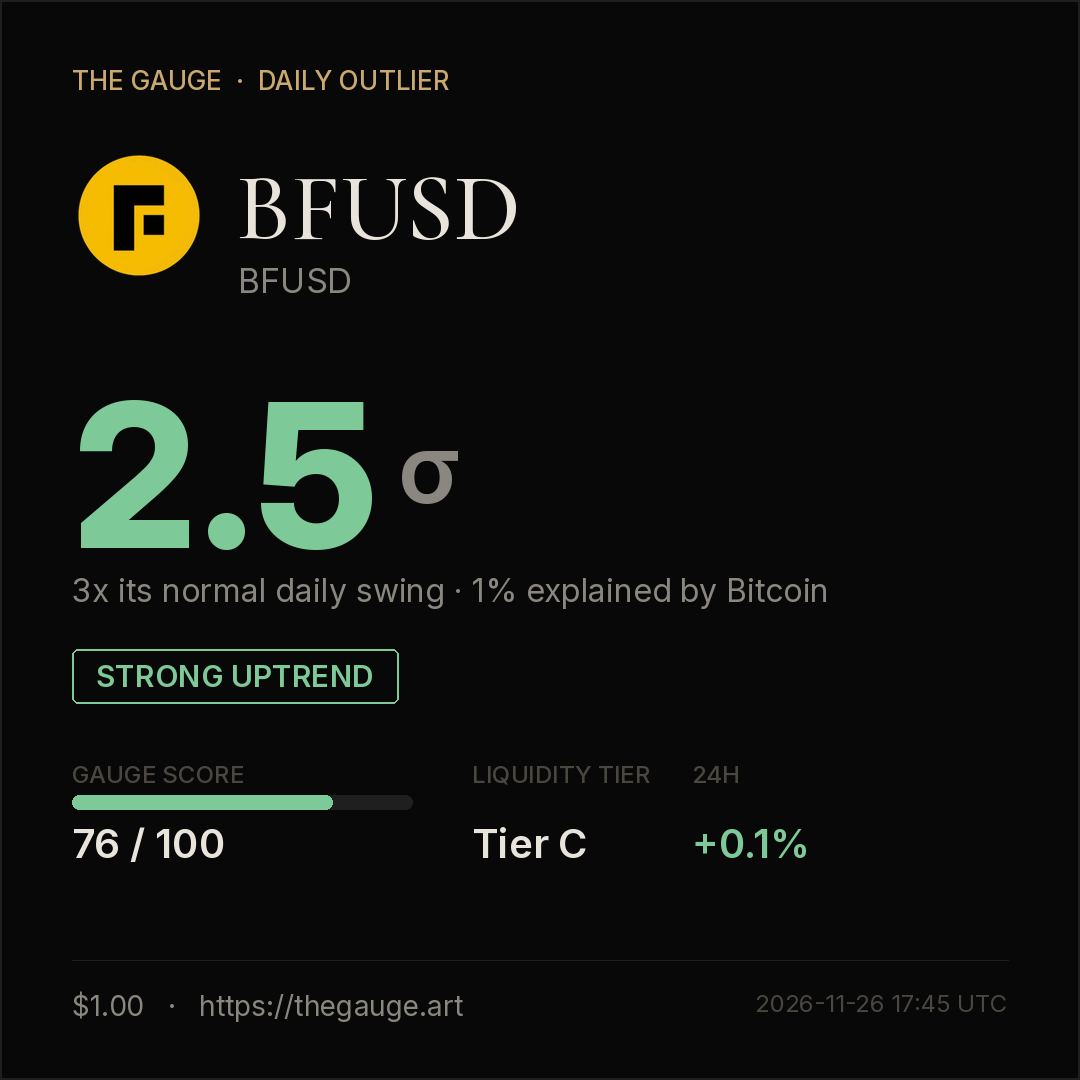 THE GAUGE · DAILY OUTLIER
BFUSD
BFUSD
2.5 σ
3x its normal daily swing · 1% explained by Bitcoin
STRONG UPTREND
GAUGE SCORE LIQUIDITY TIER 24H
76 / 100 Tier C +0.1%
$1.00 · https://thegauge.art 2026-11-26 17:45 UTC